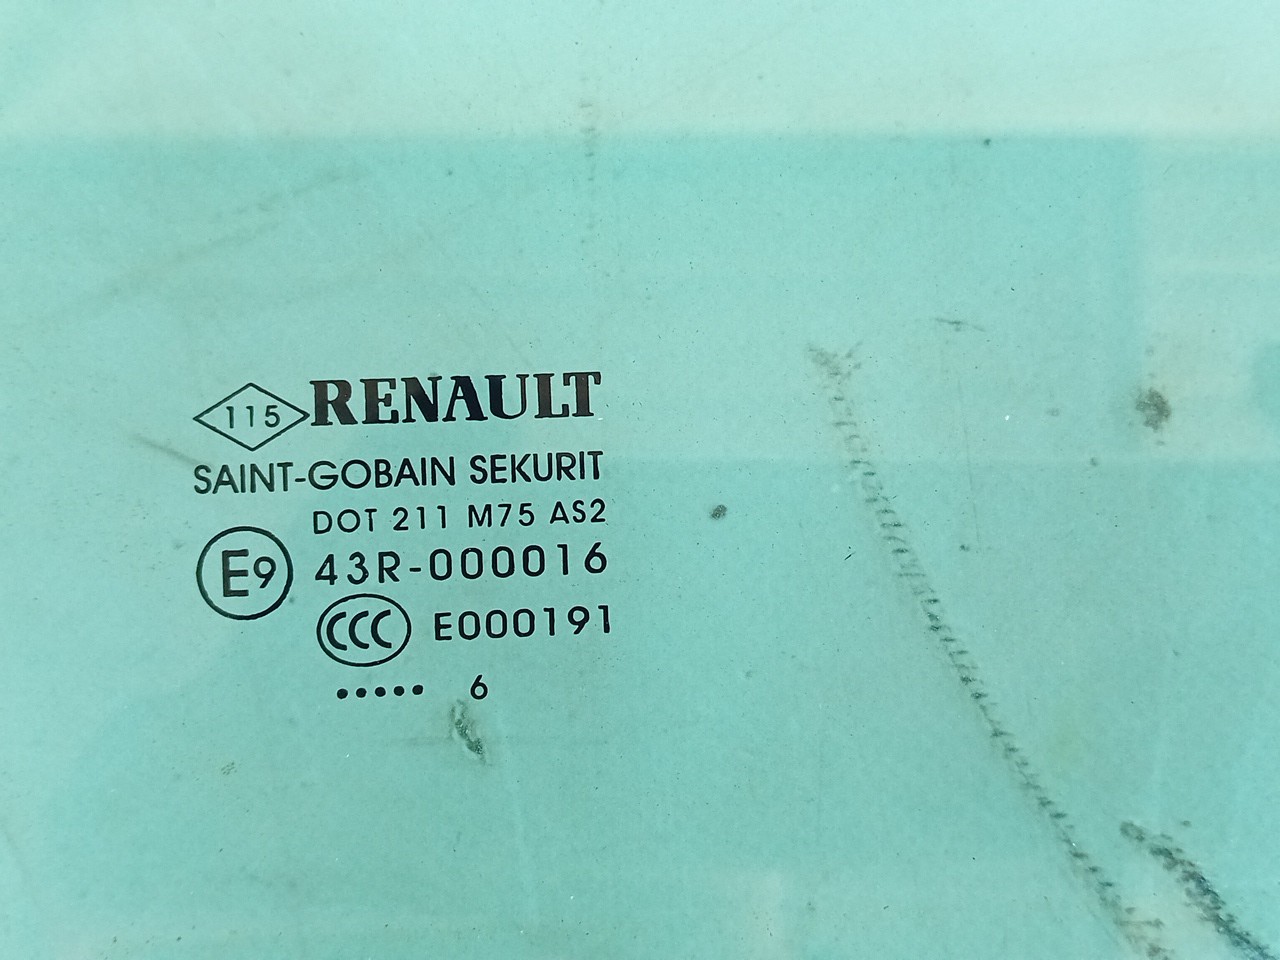 115 RENAULT
SAINT-GOBAIN SEKURIT
DOT 211 M75 AS2
E9 43R-000016
CCC E000191
••••• 6